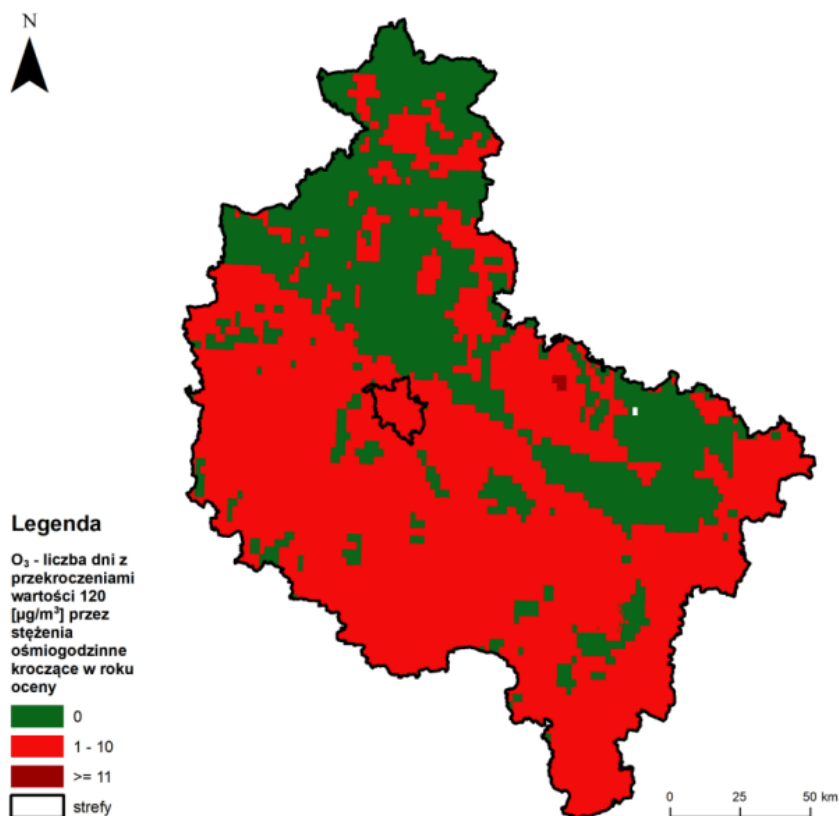 N
Legenda
O₃ - liczba dni z
przekroczeniami
wartości 120
[µg/m³] przez
stężenia
ośmiogodzinne
kroczące w roku
oceny
0
1 - 10
>= 11
strefy
0 25 50 km